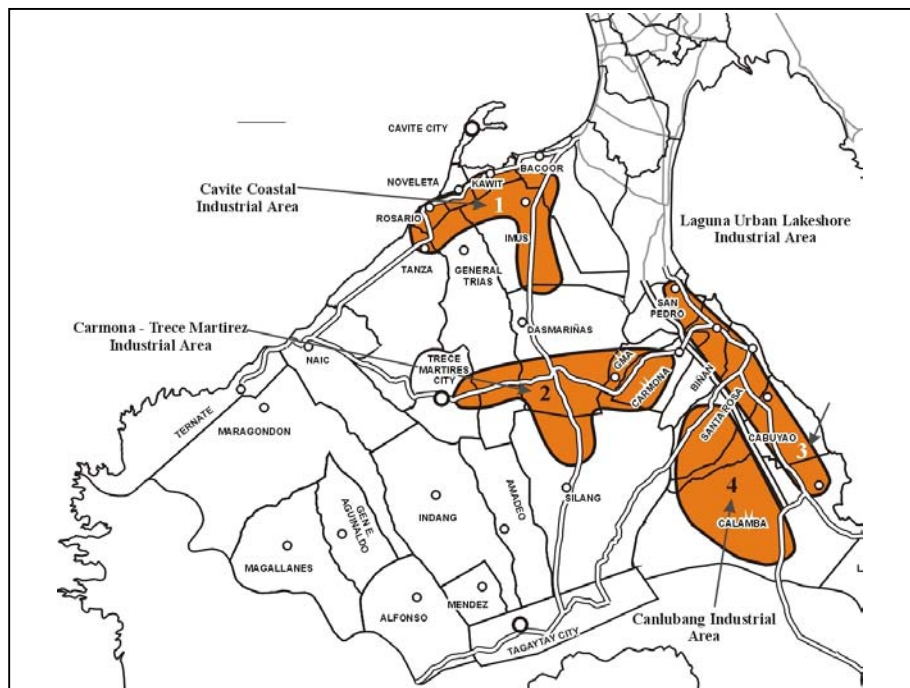 CAVITE CITY
BACOOR
NOVELETA
KAWIT
Cavite Coastal
Industrial Area
1
ROSARIO
IMUS
Laguna Urban Lakeshore
Industrial Area
TANZA
GENERAL
TRIAS
SAN
PEDRO
Carmona - Trece Martirez
Industrial Area
DASMARIÑAS
NAIC
TRECE
MARTIRES
CITY
GMA
CARMONA
BIÑAN
2
TERNATE
MARAGONDON
SANTA ROSA
CABUYAO
3
4
SILANG
AMADEO
INDANG
GEN E.
AGUINALDO
CALAMBA
MAGALLANES
L
ALFONSO
MENDEZ
TAGAYTAY CITY
Canlubang Industrial
Area